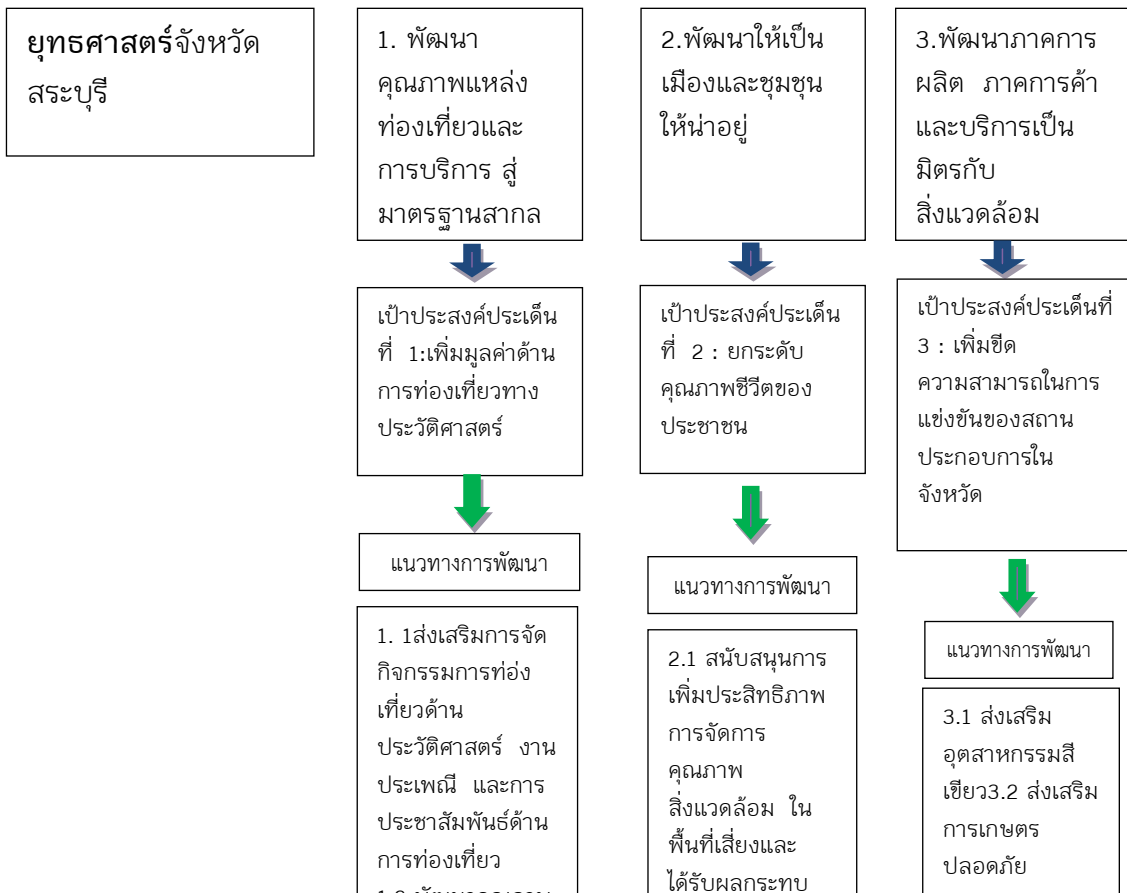 ยุทธศาสตร์จังหวัด
สระบุรี
1. พัฒนา
คุณภาพแหล่ง
ท่องเที่ยวและ
การบริการ สู่
มาตรฐานสากล
2.พัฒนาให้เป็น
เมืองและชุมชุน
ให้น่าอยู่
3.พัฒนาภาคการ
ผลิต ภาคการค้า
และบริการเป็น
มิตรกับ
สิ่งแวดล้อม
เป้าประสงค์ประเด็น
ที่ 1:เพิ่มมูลค่าด้าน
การท่องเที่ยวทาง
ประวัติศาสตร์
เป้าประสงค์ประเด็น
ที่ 2 : ยกระดับ
คุณภาพชีวิตของ
ประชาชน
เป้าประสงค์ประเด็นที่
3 : เพิ่มขีด
ความสามารถในการ
แข่งขันของสถาน
ประกอบการใน
จังหวัด
แนวทางการพัฒนา
แนวทางการพัฒนา
แนวทางการพัฒนา
1. 1ส่งเสริมการจัด
กิจกรรมการท่อง
เที่ยวด้าน
ประวัติศาสตร์ งาน
ประเพณี และการ
ประชาสัมพันธ์ด้าน
การท่องเที่ยว
2.1 สนับสนุนการ
เพิ่มประสิทธิภาพ
การจัดการ
คุณภาพ
สิ่งแวดล้อม ใน
พื้นที่เสี่ยงและ
ได้รับผลกระทบ
3.1 ส่งเสริม
อุตสาหกรรมสี
เขียว3.2 ส่งเสริม
การเกษตร
ปลอดภัย